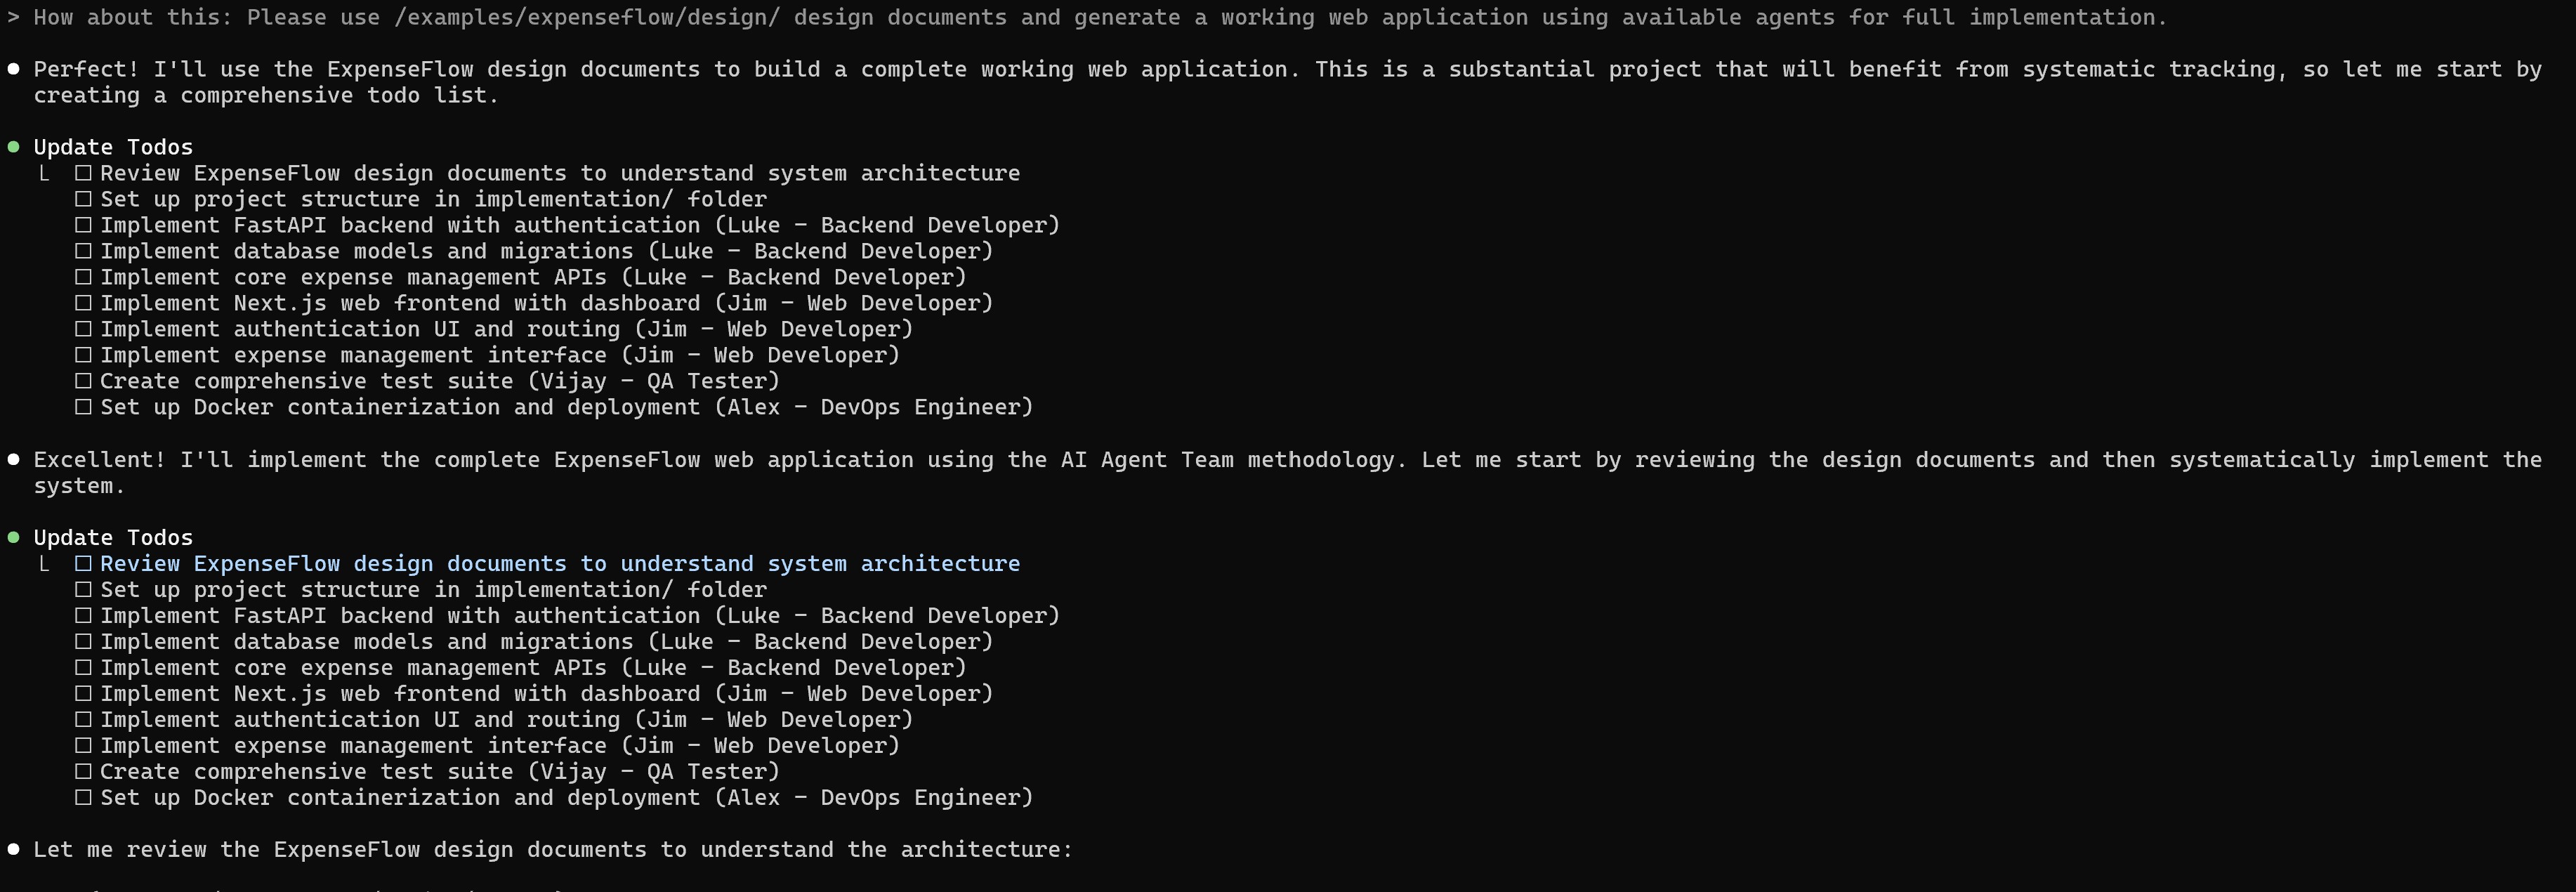 > How about this: Please use /examples/expenseflow/design/ design documents and generate a working web application using available agents for full implementation.
● Perfect! I'll use the ExpenseFlow design documents to build a complete working web application. This is a substantial project that will benefit from systematic tracking, so let me start by
creating a comprehensive todo list.
● Update Todos
└ ☐ Review ExpenseFlow design documents to understand system architecture
☐ Set up project structure in implementation/ folder
☐ Implement FastAPI backend with authentication (Luke - Backend Developer)
☐ Implement database models and migrations (Luke - Backend Developer)
☐ Implement core expense management APIs (Luke - Backend Developer)
☐ Implement Next.js web frontend with dashboard (Jim - Web Developer)
☐ Implement authentication UI and routing (Jim - Web Developer)
☐ Implement expense management interface (Jim - Web Developer)
☐ Create comprehensive test suite (Vijay - QA Tester)
☐ Set up Docker containerization and deployment (Alex - DevOps Engineer)
● Excellent! I'll implement the complete ExpenseFlow web application using the AI Agent Team methodology. Let me start by reviewing the design documents and then systematically implement the
system.
● Update Todos
└ ☐ Review ExpenseFlow design documents to understand system architecture
☐ Set up project structure in implementation/ folder
☐ Implement FastAPI backend with authentication (Luke - Backend Developer)
☐ Implement database models and migrations (Luke - Backend Developer)
☐ Implement core expense management APIs (Luke - Backend Developer)
☐ Implement Next.js web frontend with dashboard (Jim - Web Developer)
☐ Implement authentication UI and routing (Jim - Web Developer)
☐ Implement expense management interface (Jim - Web Developer)
☐ Create comprehensive test suite (Vijay - QA Tester)
☐ Set up Docker containerization and deployment (Alex - DevOps Engineer)
● Let me review the ExpenseFlow design documents to understand the architecture: